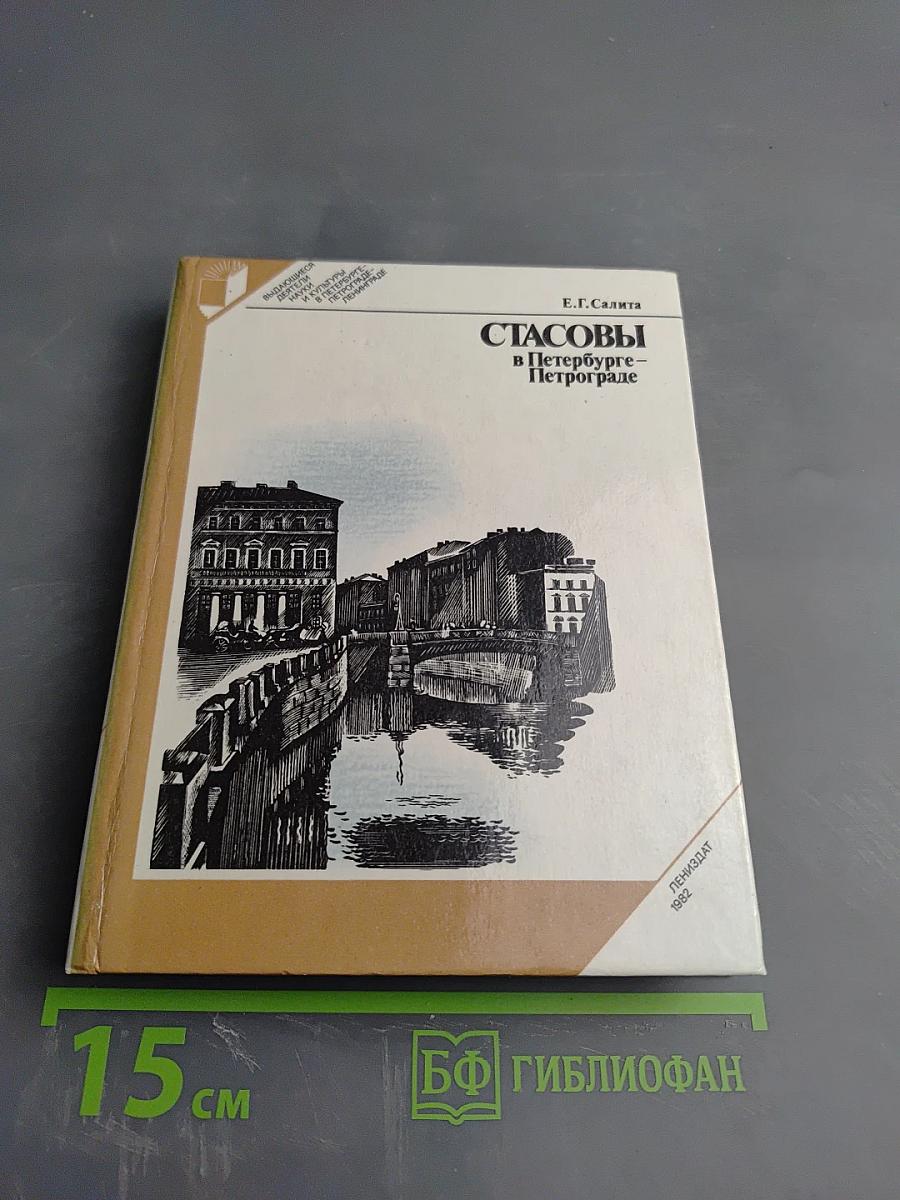 ВЫДАЮЩИЕСЯ
ДЕЯТЕЛИ
НАУКИ
И КУЛЬТУРЫ
В ПЕТЕРБУРГЕ–
ПЕТРОГРАДЕ–
ЛЕНИНГРАДЕ
Е.Г.Салита
СТАСОВЫ
в Петербурге–
Петрограде
ЛЕНИЗДАТ
1982
15 см
БФ ГИБЛИОФАН